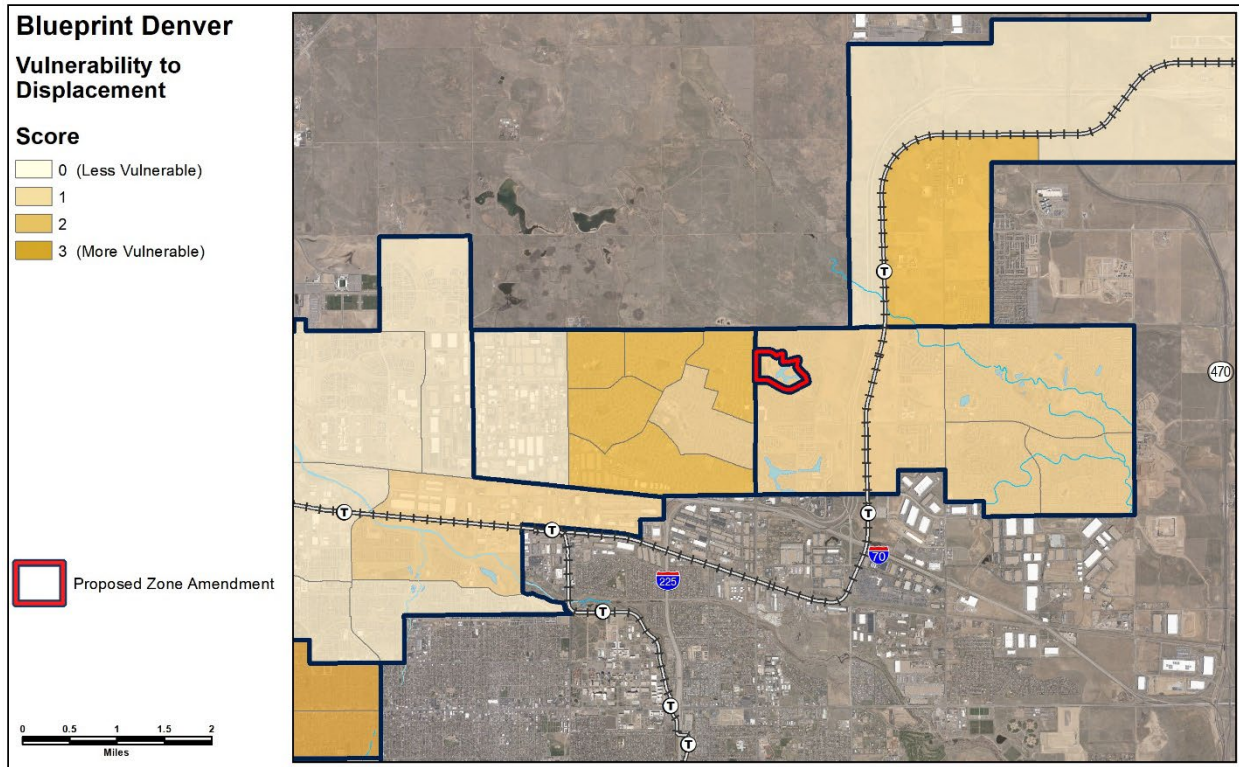 Blueprint Denver
Vulnerability to
Displacement
Score
0 (Less Vulnerable)
1
2
3 (More Vulnerable)
Proposed Zone Amendment
0 0.5 1 1.5 2
Miles
T
T
T
T
T
T
T
470
70
225